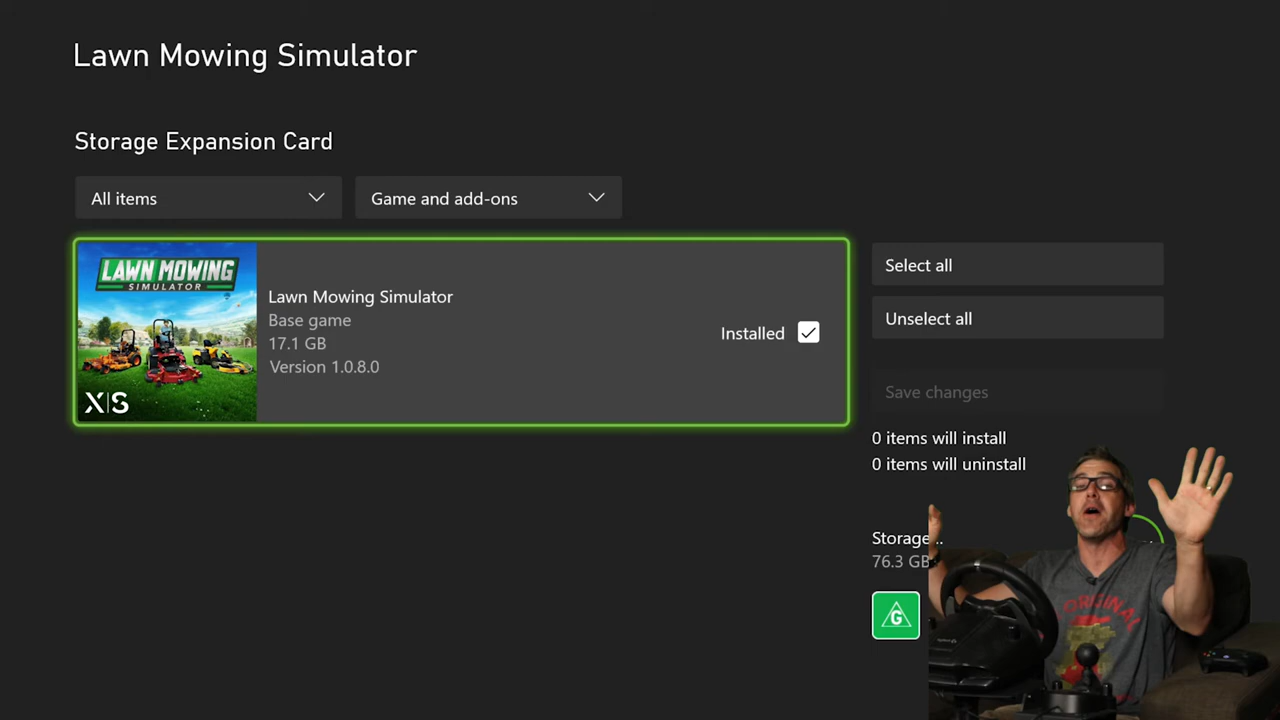 Lawn Mowing Simulator
Storage Expansion Card
All items
Game and add-ons
LAWN MOWING
SIMULATOR
X|S
Lawn Mowing Simulator
Base game
17.1 GB
Version 1.0.8.0
Installed
Select all
Unselect all
Save changes
0 items will install
0 items will uninstall
Storage
76.3 GB
G
ORIGINAL